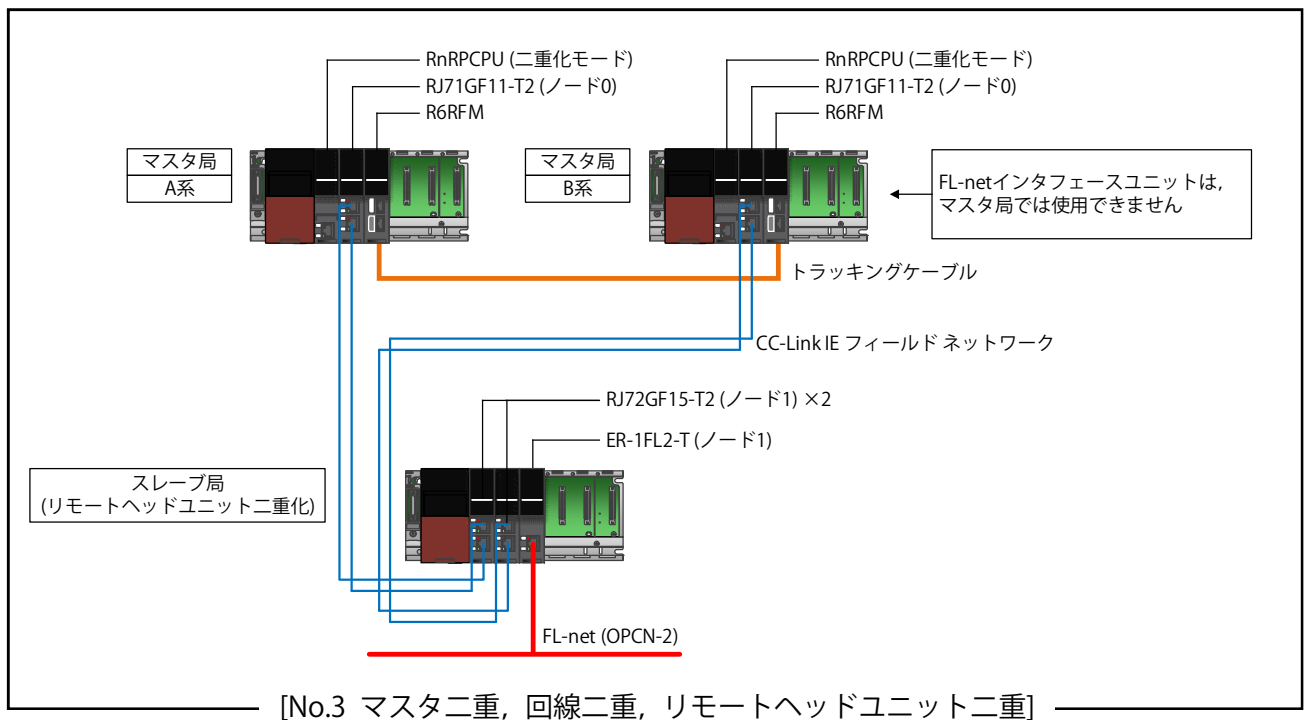 RnRPCPU (二重化モード)
RJ71GF11-T2 (ノード0)
R6RFM
マスタ局
A系
RnRPCPU (二重化モード)
RJ71GF11-T2 (ノード0)
R6RFM
マスタ局
B系
FL-netインタフェースユニットは,
マスタ局では使用できません
トラッキングケーブル
CC-Link IE フィールド ネットワーク
RJ72GF15-T2 (ノード1) ×2
ER-1FL2-T (ノード1)
スレーブ局
(リモートヘッドユニット二重化)
FL-net (OPCN-2)
[No.3 マスタ二重, 回線二重, リモートヘッドユニット二重]